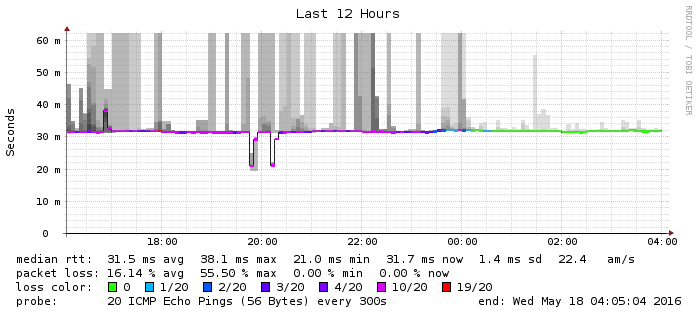 Last 12 Hours
RRDTOOL / TOBI OETIKER
Seconds
60 m
50 m
40 m
30 m
20 m
10 m
0
18:00 20:00 22:00 00:00 02:00 04:00
median rtt: 31.5 ms avg 38.1 ms max 21.0 ms min 31.7 ms now 1.4 ms sd 22.4 am/s
packet loss: 16.14 % avg 55.50 % max 0.00 % min 0.00 % now
loss color: 0 1/20 2/20 3/20 4/20 10/20 19/20
probe: 20 ICMP Echo Pings (56 Bytes) every 300s end: Wed May 18 04:05:04 2016